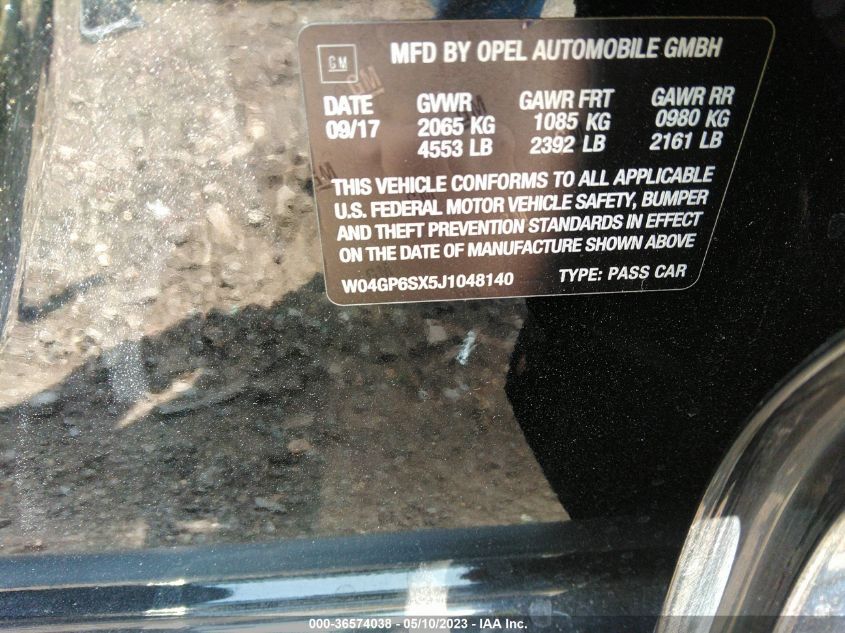 GM
MFD BY OPEL AUTOMOBILE GMBH
DATE GVWR GAWR FRT GAWR RR
09/17 2065 KG 1085 KG 0980 KG
4553 LB 2392 LB 2161 LB
THIS VEHICLE CONFORMS TO ALL APPLICABLE
U.S. FEDERAL MOTOR VEHICLE SAFETY, BUMPER
AND THEFT PREVENTION STANDARDS IN EFFECT
ON THE DATE OF MANUFACTURE SHOWN ABOVE
W04GP6SX5J1048140 TYPE: PASS CAR
000-36574038 - 05/10/2023 - IAA Inc.